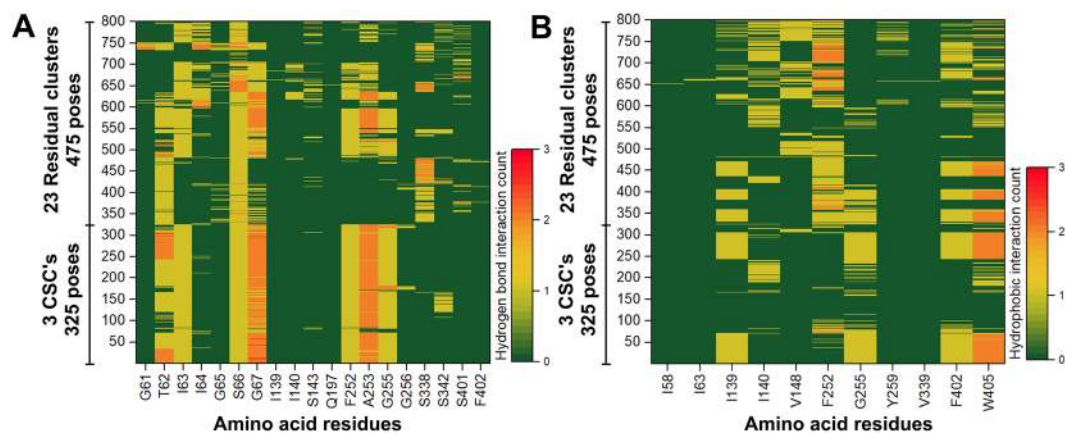 A
B
23 Residual clusters
475 poses
3 CSC's
325 poses
800
750
700
650
600
550
500
450
400
350
300
250
200
150
100
50
G61
T62
I63
I64
G65
S66
G67
I139
I140
S143
Q197
F252
A253
G255
G256
S338
S342
S401
F402
Amino acid residues
Hydrogen bond interaction count
3
2
1
0
23 Residual clusters
475 poses
3 CSC's
325 poses
800
750
700
650
600
550
500
450
400
350
300
250
200
150
100
50
I58
I63
I139
I140
V148
F252
G255
Y259
V339
F402
W405
Amino acid residues
Hydrophobic interaction count
3
2
1
0